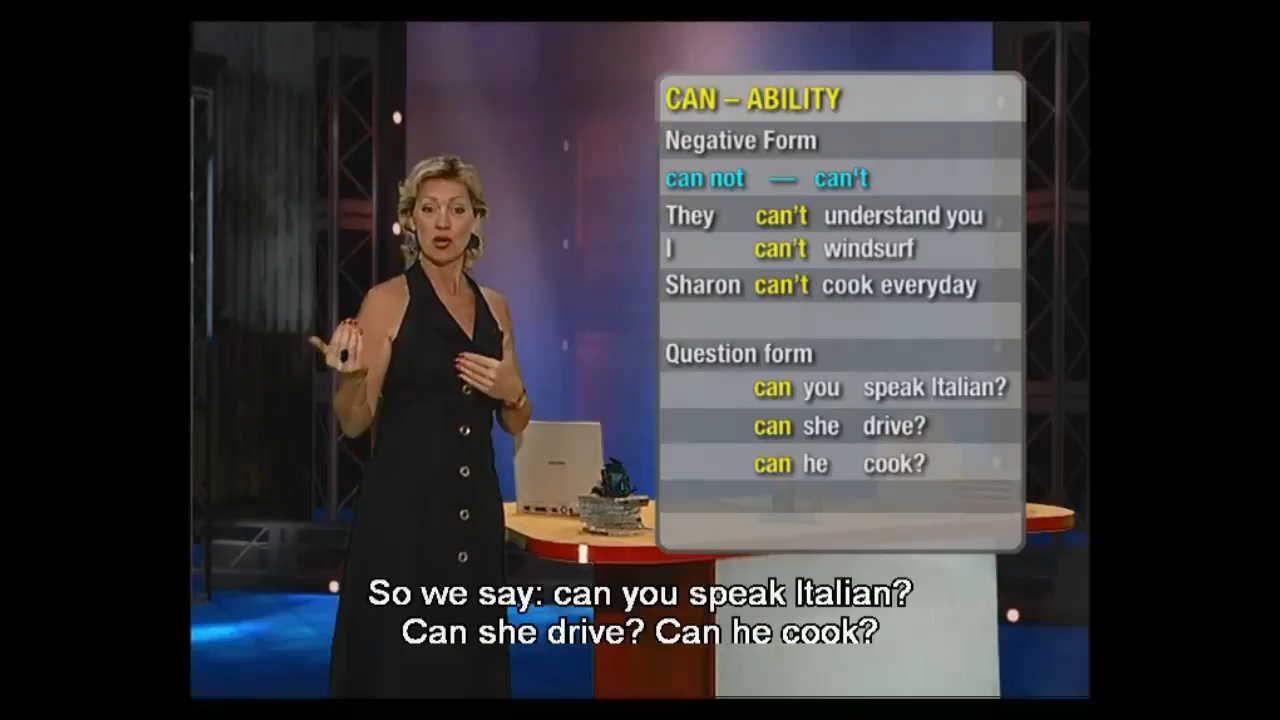 CAN – ABILITY
Negative Form
can not — can't
They can't understand you
I can't windsurf
Sharon can't cook everyday
Question form
can you speak Italian?
can she drive?
can he cook?
So we say: can you speak Italian?
Can she drive? Can he cook?